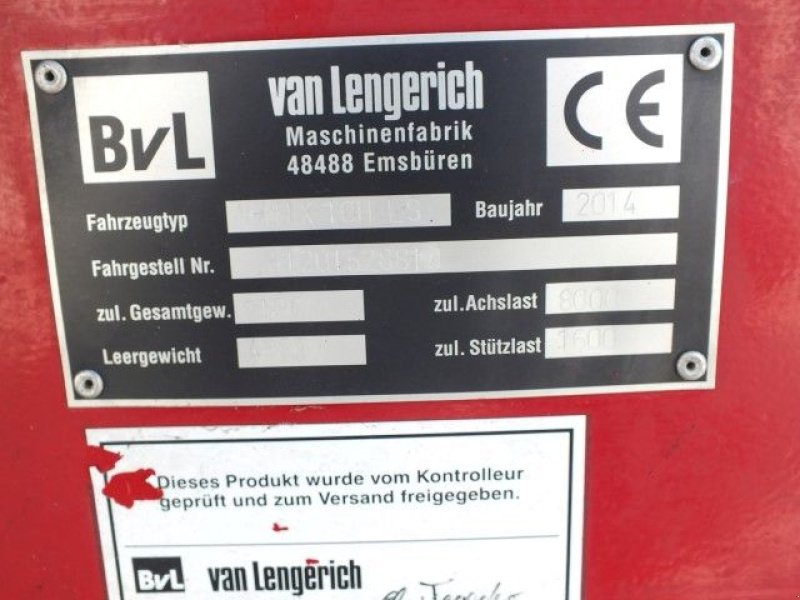 BvL
van Lengerich
Maschinenfabrik
48488 Emsbüren
CE
Fahrzeugtyp
Baujahr 2014
Fahrgestell Nr.
zul. Gesamtgew.
zul. Achslast 8000
Leergewicht
zul. Stützlast 1600
Dieses Produkt wurde vom Kontrolleur
geprüft und zum Versand freigegeben.
BvL van Lengerich